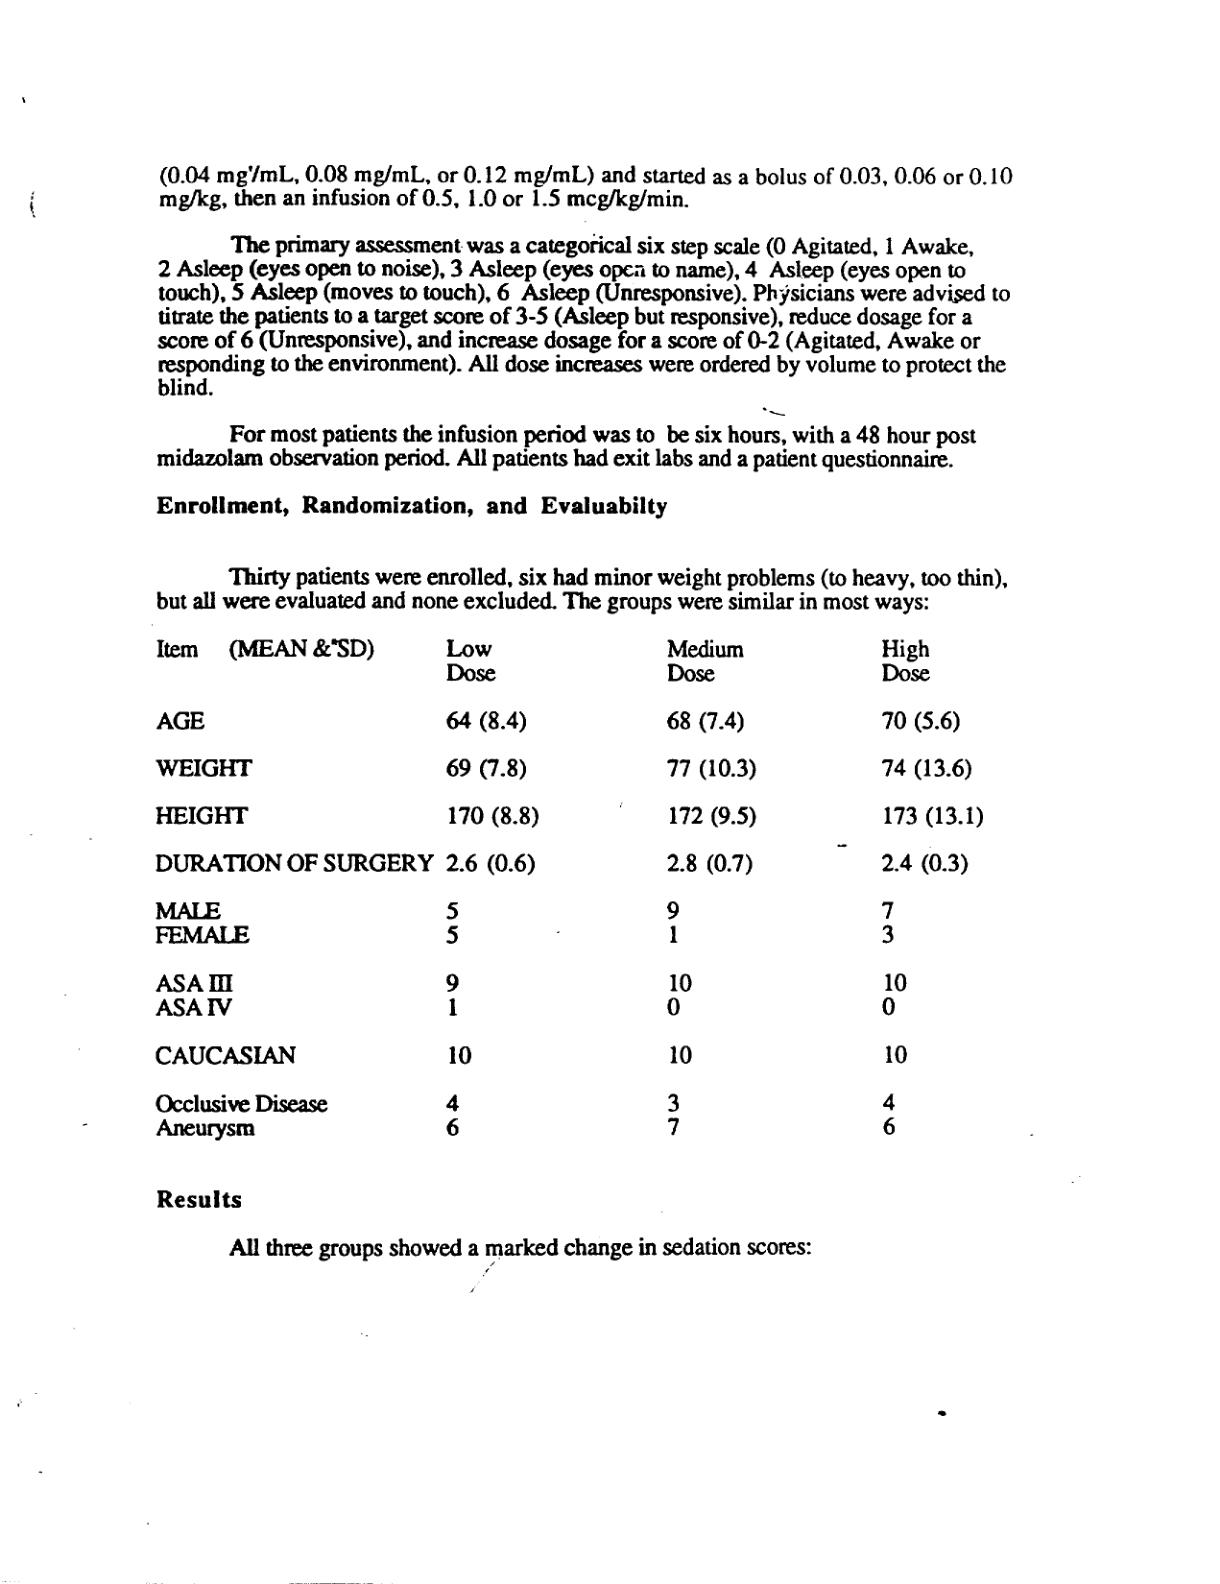 (0.04 mg'/mL, 0.08 mg/mL, or 0.12 mg/mL) and started as a bolus of 0.03, 0.06 or 0.10
mg/kg, then an infusion of 0.5, 1.0 or 1.5 mcg/kg/min.
The primary assessment was a categorical six step scale (0 Agitated, 1 Awake,
2 Asleep (eyes open to noise), 3 Asleep (eyes open to name), 4 Asleep (eyes open to
touch), 5 Asleep (moves to touch), 6 Asleep (Unresponsive). Physicians were advised to
titrate the patients to a target score of 3-5 (Asleep but responsive), reduce dosage for a
score of 6 (Unresponsive), and increase dosage for a score of 0-2 (Agitated, Awake or
responding to the environment). All dose increases were ordered by volume to protect the
blind.
For most patients the infusion period was to be six hours, with a 48 hour post
midazolam observation period. All patients had exit labs and a patient questionnaire.
Enrollment, Randomization, and Evaluabilty
Thirty patients were enrolled, six had minor weight problems (to heavy, too thin),
but all were evaluated and none excluded. The groups were similar in most ways:
Item (MEAN & SD) Low Medium High
Dose Dose Dose
AGE 64 (8.4) 68 (7.4) 70 (5.6)
WEIGHT 69 (7.8) 77 (10.3) 74 (13.6)
HEIGHT 170 (8.8) 172 (9.5) 173 (13.1)
DURATION OF SURGERY 2.6 (0.6) 2.8 (0.7) 2.4 (0.3)
MALE 5 9 7
FEMALE 5 1 3
ASA III 9 10 10
ASA IV 1 0 0
CAUCASIAN 10 10 10
Occlusive Disease 4 3 4
Aneurysm 6 7 6
Results
All three groups showed a marked change in sedation scores: